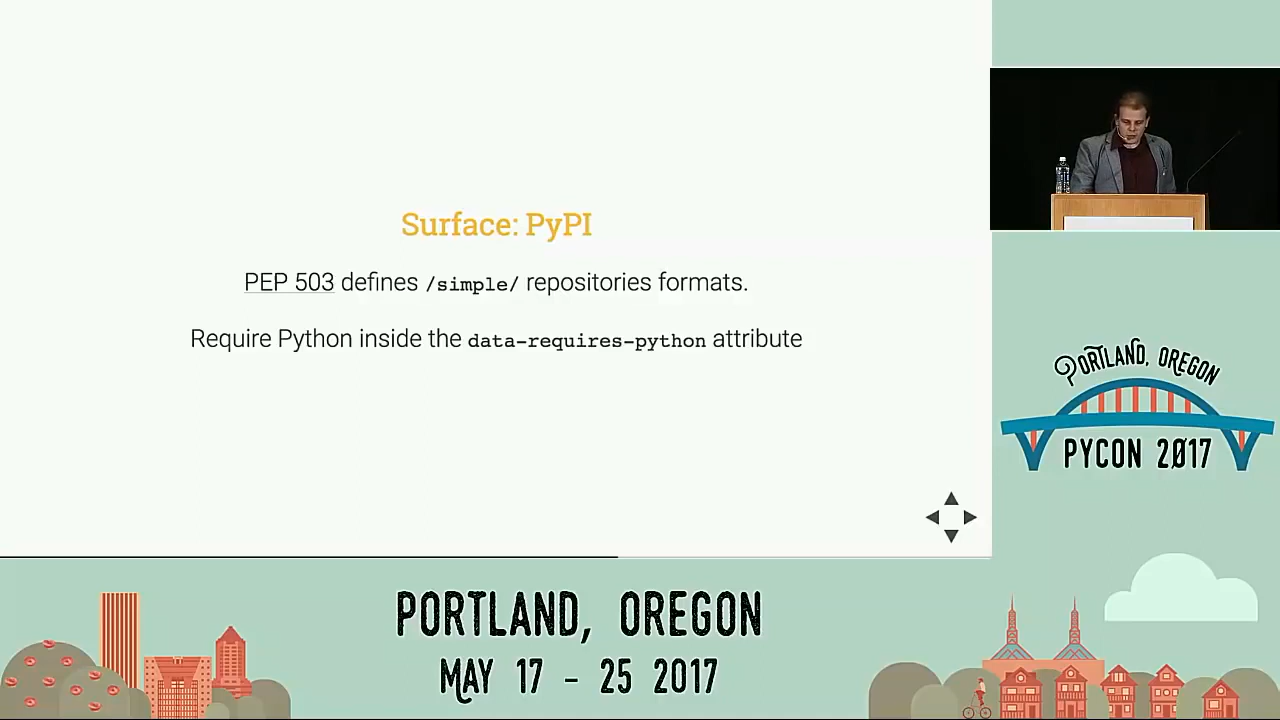 Surface: PyPI
PEP 503 defines /simple/ repositories formats.
Require Python inside the data-requires-python attribute
PORTLAND, OREGON
PYCON 2017
PORTLAND, OREGON
MAY 17 - 25 2017